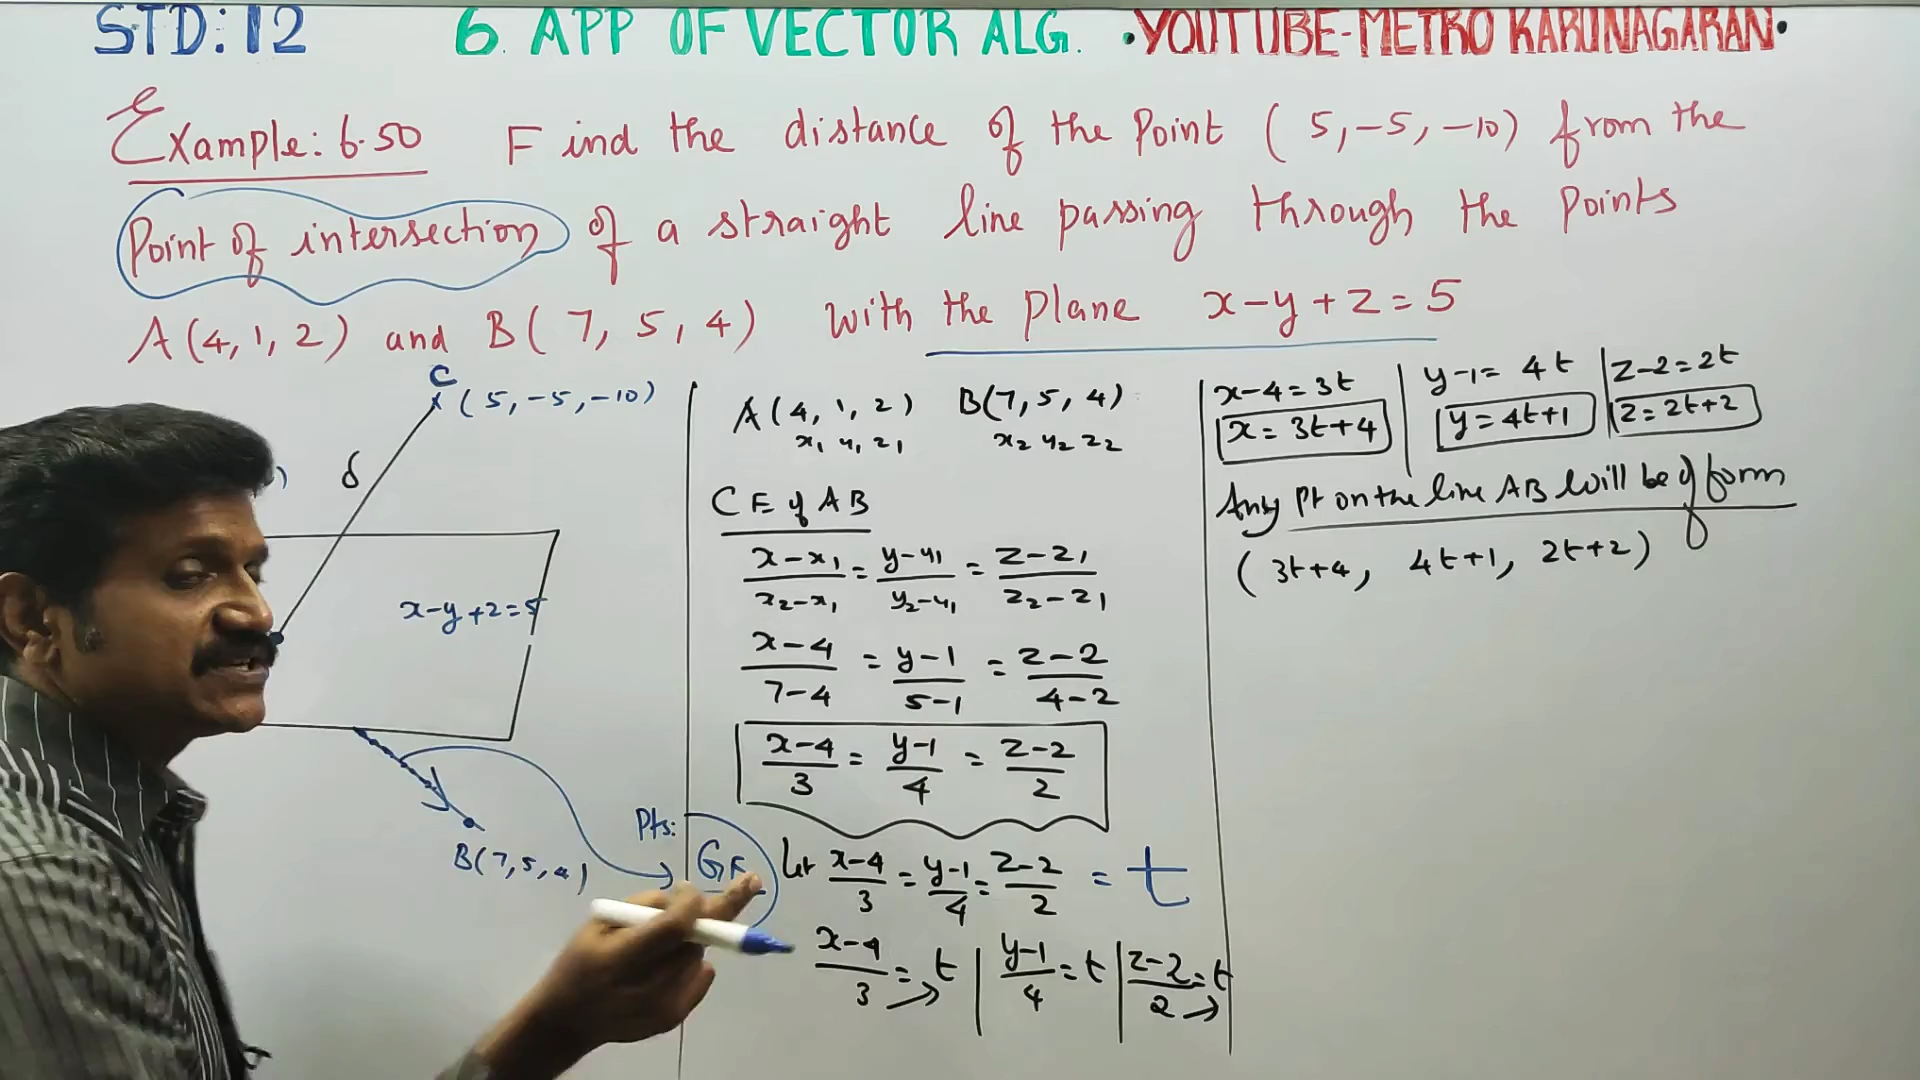 STD: 12 6. APP OF VECTOR ALG. •YOUTUBE-METRO KARUNAGARAN•
Example: 6.50 Find the distance of the Point (5, -5, -10) from the
Point of intersection of a straight line passing through the Points
A(4, 1, 2) and B(7, 5, 4) with the plane x-y+z=5
C
(5, -5, -10)
d
x-y+z=5
B(7, 5, 4)
Pts:
GF
A(4, 1, 2) B(7, 5, 4)
x₁ y₁ z₁ x₂ y₂ z₂
CE of AB
(x-x₁)/(x₂-x₁) = (y-y₁)/(y₂-y₁) = (z-z₁)/(z₂-z₁)
(x-4)/(7-4) = (y-1)/(5-1) = (z-2)/(4-2)
(x-4)/3 = (y-1)/4 = (z-2)/2
Let (x-4)/3 = (y-1)/4 = (z-2)/2 = t
(x-4)/3 = t | (y-1)/4 = t | (z-2)/2 = t
x-4=3t | y-1=4t | z-2=2t
x=3t+4 | y=4t+1 | z=2t+2
Any Pt on the line AB will be of form
(3t+4, 4t+1, 2t+2)